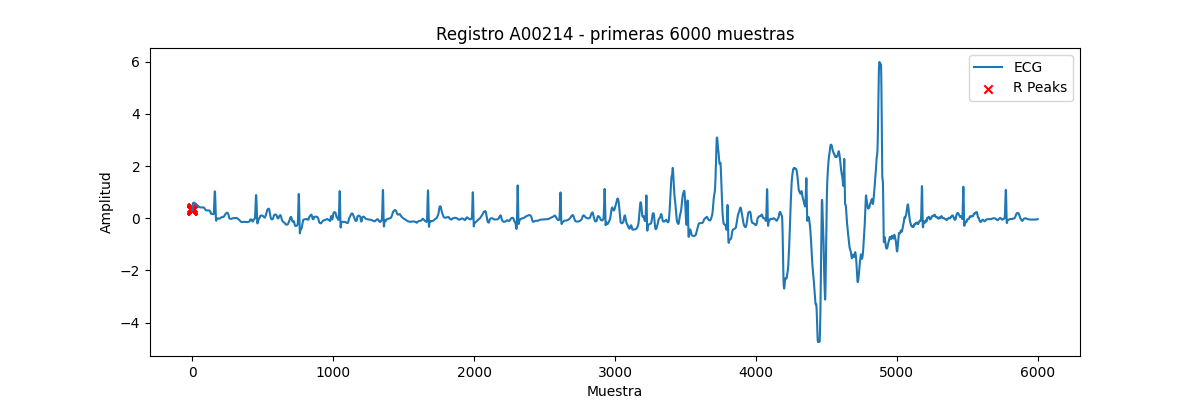 Registro A00214 - primeras 6000 muestras
ECG
R Peaks
6
4
2
0
−2
−4
Amplitud
0 1000 2000 3000 4000 5000 6000
Muestra